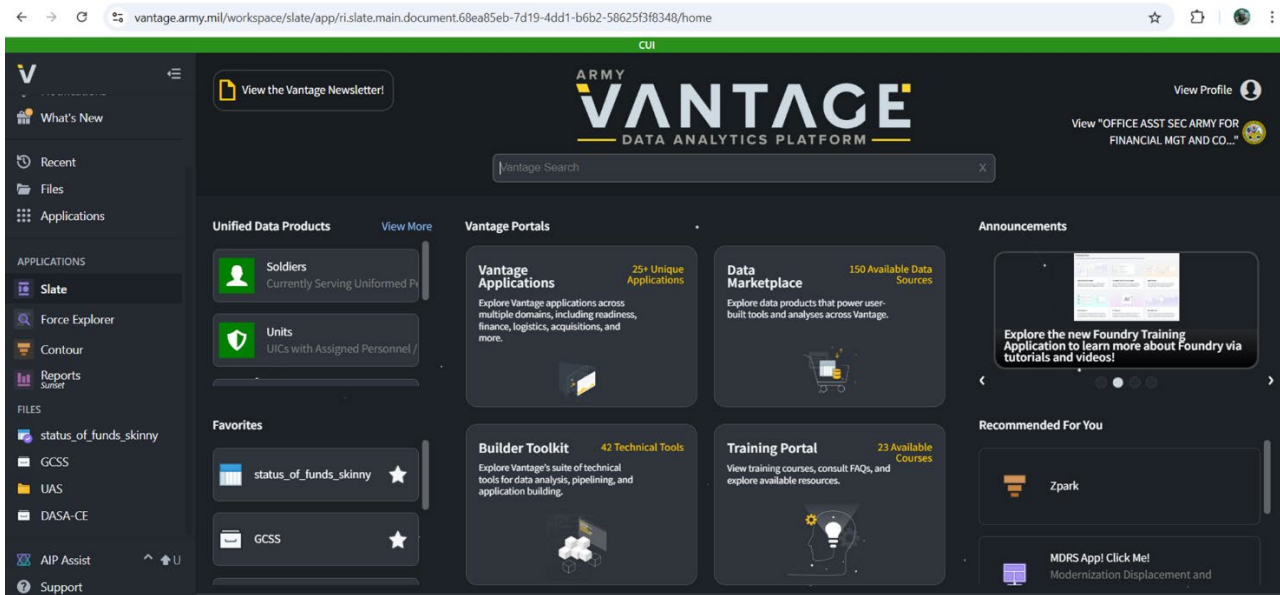 vantage.army.mil/workspace/slate/app/ri.slate.main.document.68ea85eb-7d19-4dd1-b6b2-58625f3f8348/home
CUI
What's New
Recent
Files
Applications
APPLICATIONS
Slate
Force Explorer
Contour
Reports
Sunset
FILES
status_of_funds_skinny
GCSS
UAS
DASA-CE
AIP Assist
U
Support
View the Vantage Newsletter!
ARMY
VANTAGE
DATA ANALYTICS PLATFORM
Vantage Search
X
View Profile
View "OFFICE ASST SEC ARMY FOR
FINANCIAL MGT AND CO..."
Unified Data Products
View More
Soldiers
Currently Serving Uniformed
Units
UICs with Assigned Personnel /
Favorites
status_of_funds_skinny
GCSS
Vantage Portals
Vantage
Applications
25+ Unique
Applications
Explore Vantage applications across
multiple domains, including readiness,
finance, logistics, acquisitions, and
more.
Data
Marketplace
150 Available Data
Sources
Explore data products that power user-
built tools and analyses across Vantage.
Builder Toolkit
42 Technical Tools
Explore Vantage's suite of technical
tools for data analysis, pipelining, and
application building.
Training Portal
23 Available
Courses
View training courses, consult FAQs, and
explore available resources.
Announcements
Explore the new Foundry Training
Application to learn more about Foundry via
tutorials and videos!
Recommended For You
Zpark
MDRS App! Click Me!
Modernization Displacement and